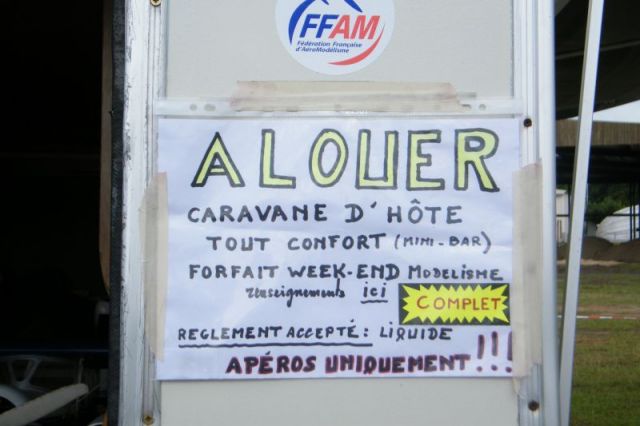 FFAM
Fédération Française
d'AéroModélisme
A LOUER
CARAVANE D'HÔTE
TOUT CONFORT (MINI-BAR)
FORFAIT WEEK-END MODELISME
renseignements ici
COMPLET
REGLEMENT ACCEPTÉ: LIQUIDE
APÉROS UNIQUEMENT!!!